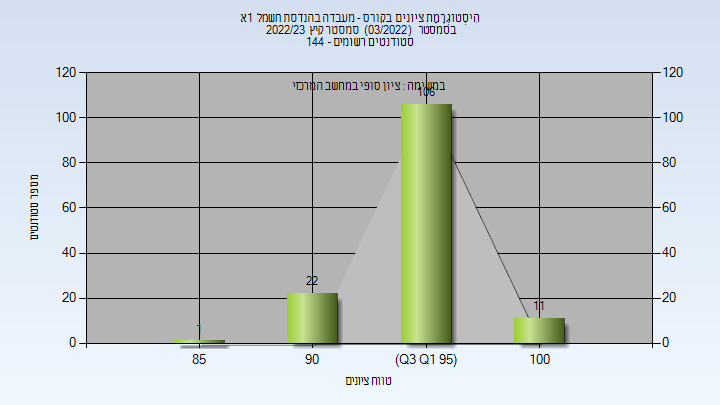 היסטוגרמת ציונים בקורס - מעבדה בהנדסת חשמל 1א
בסמסטר (03/2022) סמסטר קיץ 2022/23
סטודנטים רשומים - 144
במשימה : ציון סופי במחשב המרכזי
120 120
100 100
80 80
60 60
40 40
20 20
0 0
106
22
11
1
85 90 (Q3 Q1 95) 100
מספר סטודנטים
טווח ציונים